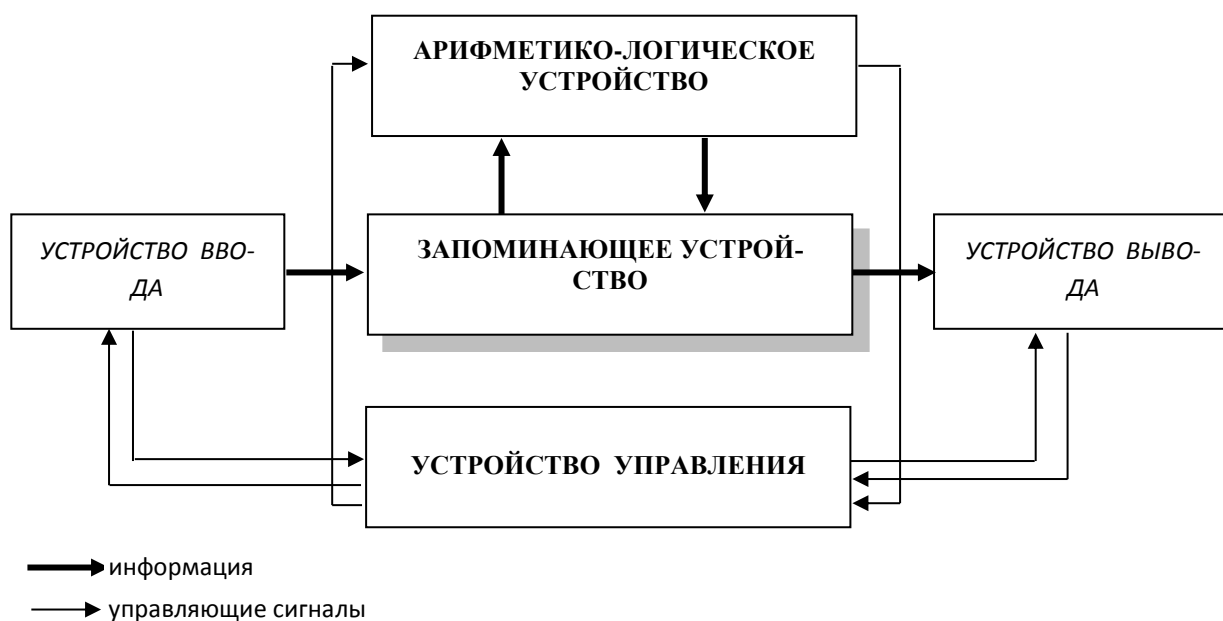 АРИФМЕТИКО-ЛОГИЧЕСКОЕ
УСТРОЙСТВО
УСТРОЙСТВО ВВО-
ДА
ЗАПОМИНАЮЩЕЕ УСТРОЙ-
СТВО
УСТРОЙСТВО ВЫВО-
ДА
УСТРОЙСТВО УПРАВЛЕНИЯ
информация
управляющие сигналы